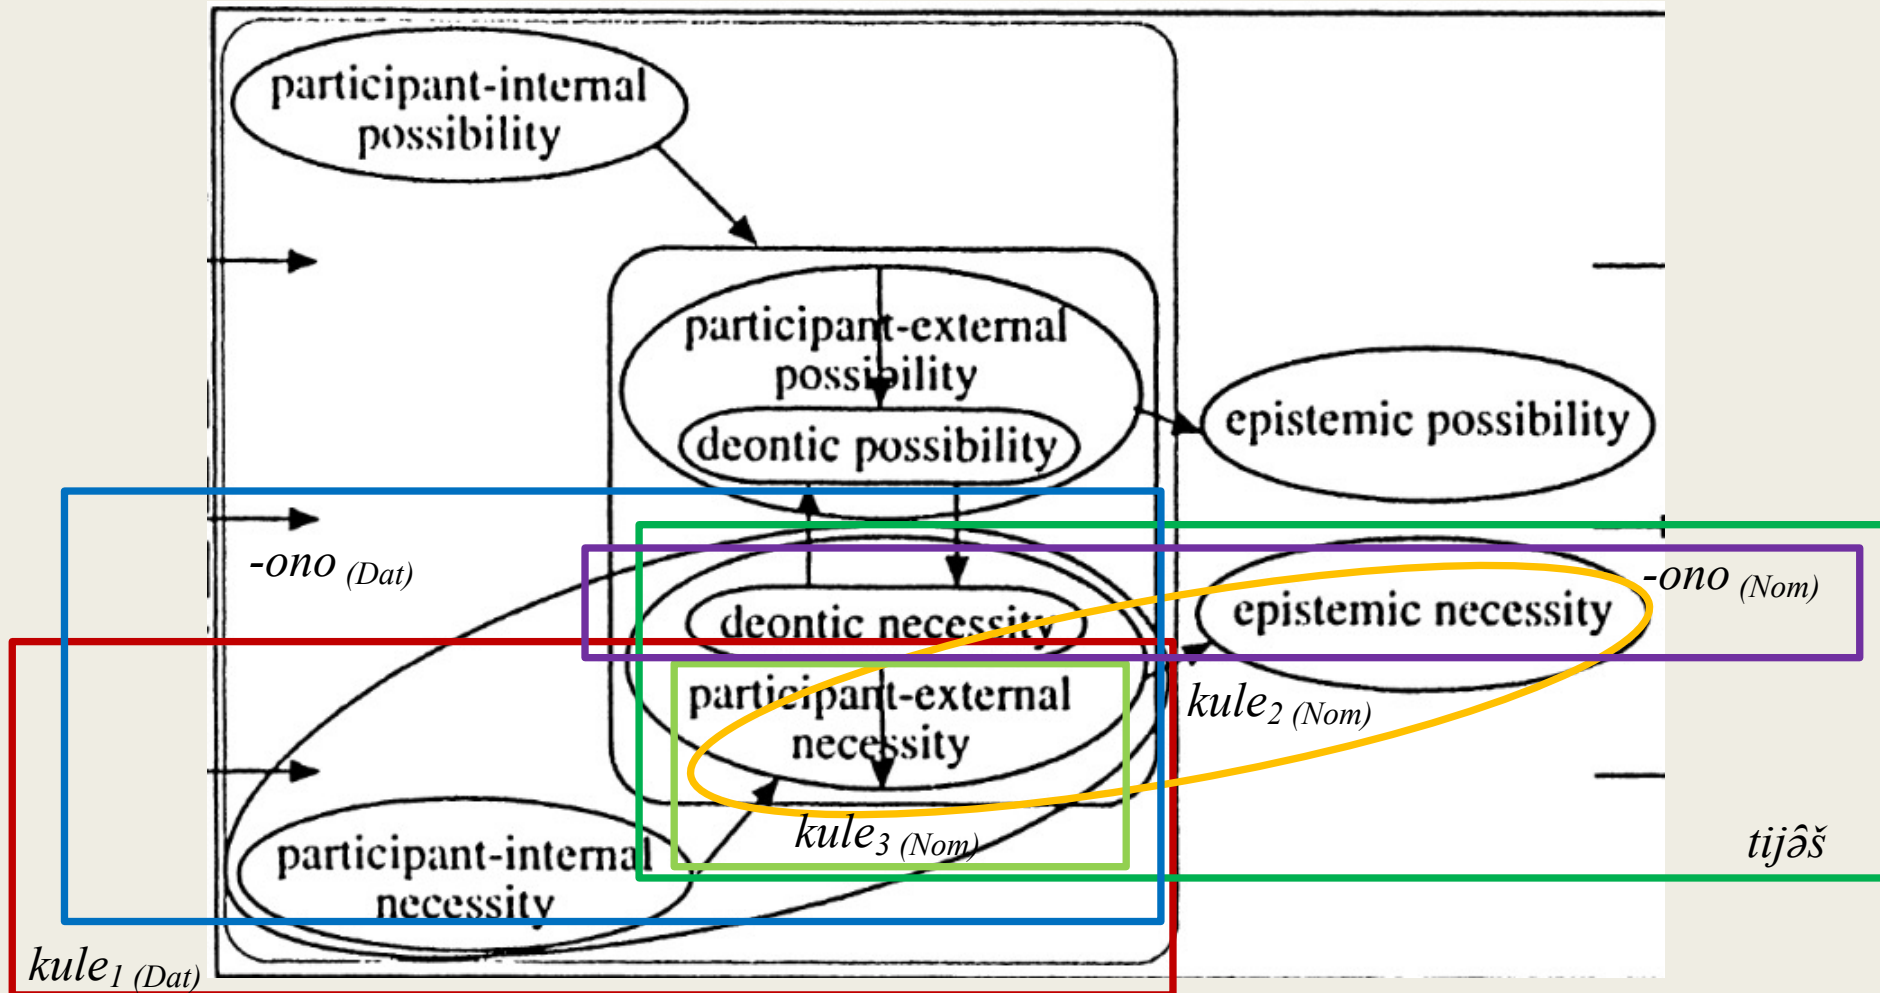 participant-internal
possibility
participant-external
possibility
deontic possibility
epistemic possibility
-ono (Dat)
-ono (Nom)
deontic necessity
epistemic necessity
participant-external
necessity
kule2 (Nom)
kule3 (Nom)
tijə̑š
participant-internal
necessity
kule1 (Dat)